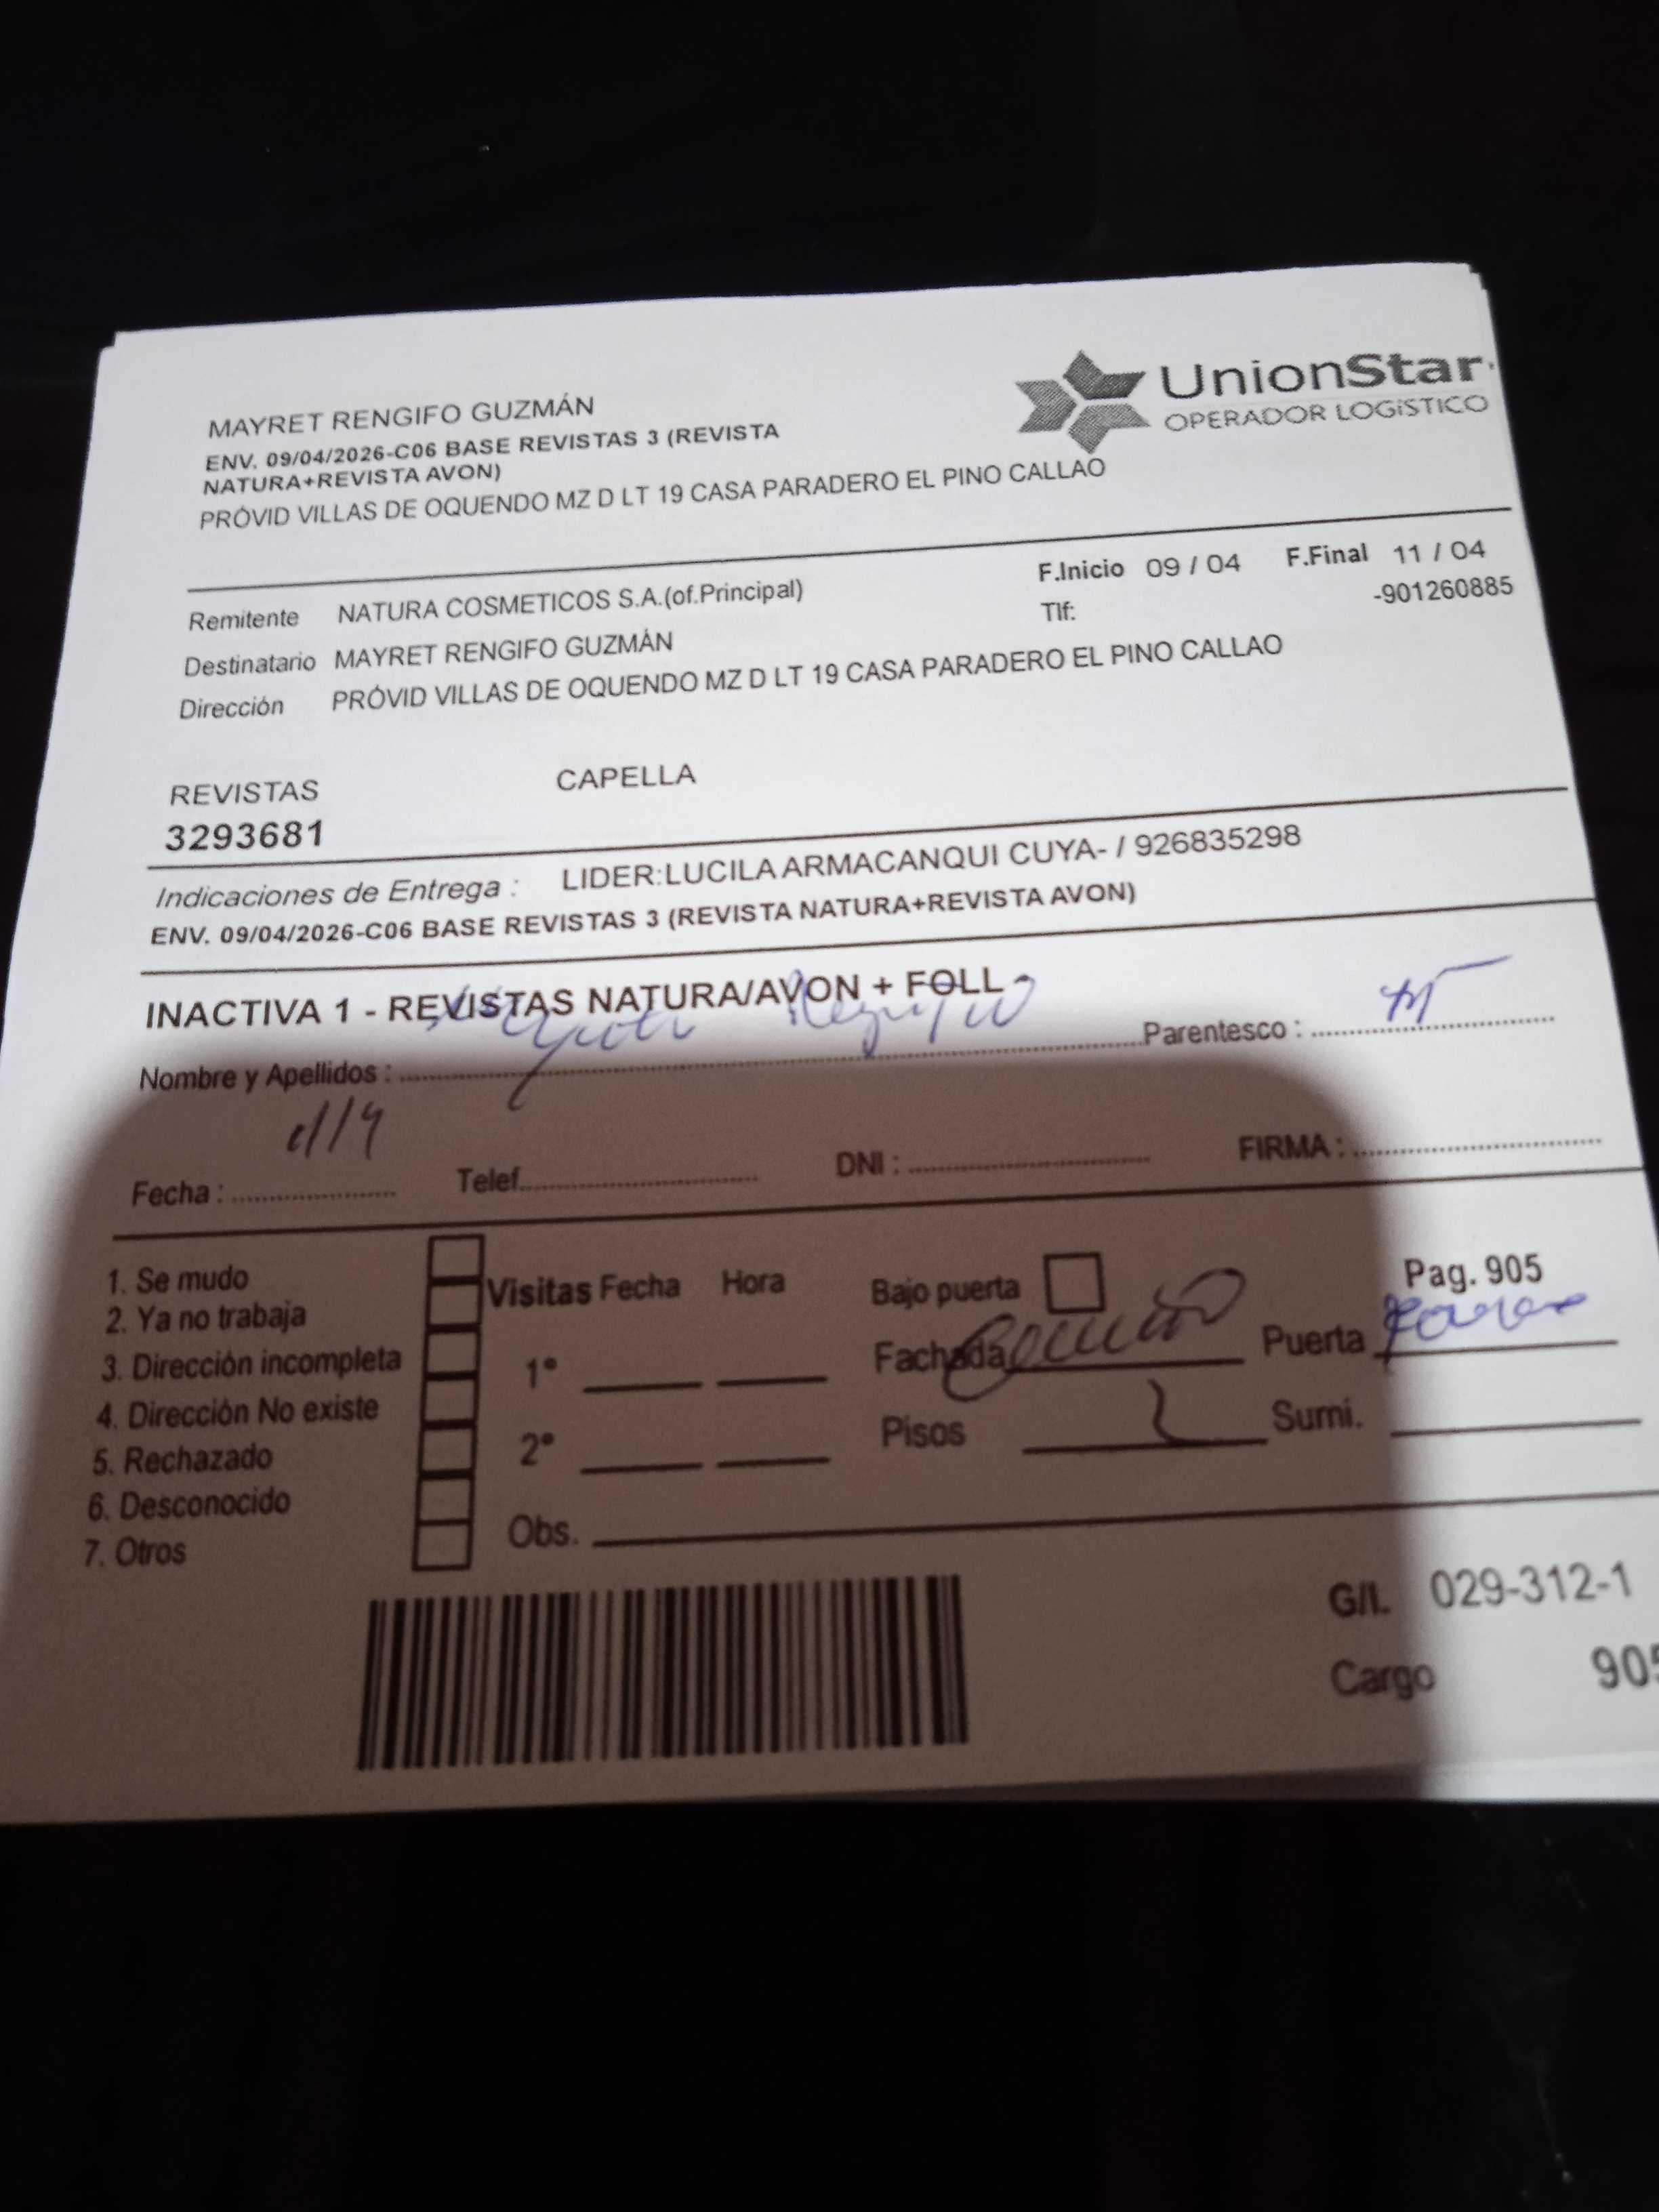 UnionStar
OPERADOR LOGíSTICO
MAYRET RENGIFO GUZMÁN
ENV. 09/04/2026-C06 BASE REVISTAS 3 (REVISTA
NATURA+REVISTA AVON)
PRÓVID VILLAS DE OQUENDO MZ D LT 19 CASA PARADERO EL PINO CALLAO
F.Inicio 09 / 04 F.Final 11 / 04
Remitente NATURA COSMETICOS S.A.(of.Principal) Tlf: -901260885
Destinatario MAYRET RENGIFO GUZMÁN
Dirección PRÓVID VILLAS DE OQUENDO MZ D LT 19 CASA PARADERO EL PINO CALLAO
REVISTAS CAPELLA
3293681
Indicaciones de Entrega : LIDER:LUCILA ARMACANQUI CUYA- / 926835298
ENV. 09/04/2026-C06 BASE REVISTAS 3 (REVISTA NATURA+REVISTA AVON)
INACTIVA 1 - REVISTAS NATURA/AVON + FOLL
Nombre y Apellidos : Rengifo Parentesco :
Fecha : Telef. DNI : FIRMA :
1. Se mudo
2. Ya no trabaja
3. Dirección incompleta
4. Dirección No existe
5. Rechazado
6. Desconocido
7. Otros
Visitas Fecha Hora
1°
2°
Obs.
Bajo puerta
Fachada
Pisos 2
Pag. 905
Puerta
Sumi.
G/I. 029-312-1
Cargo 905